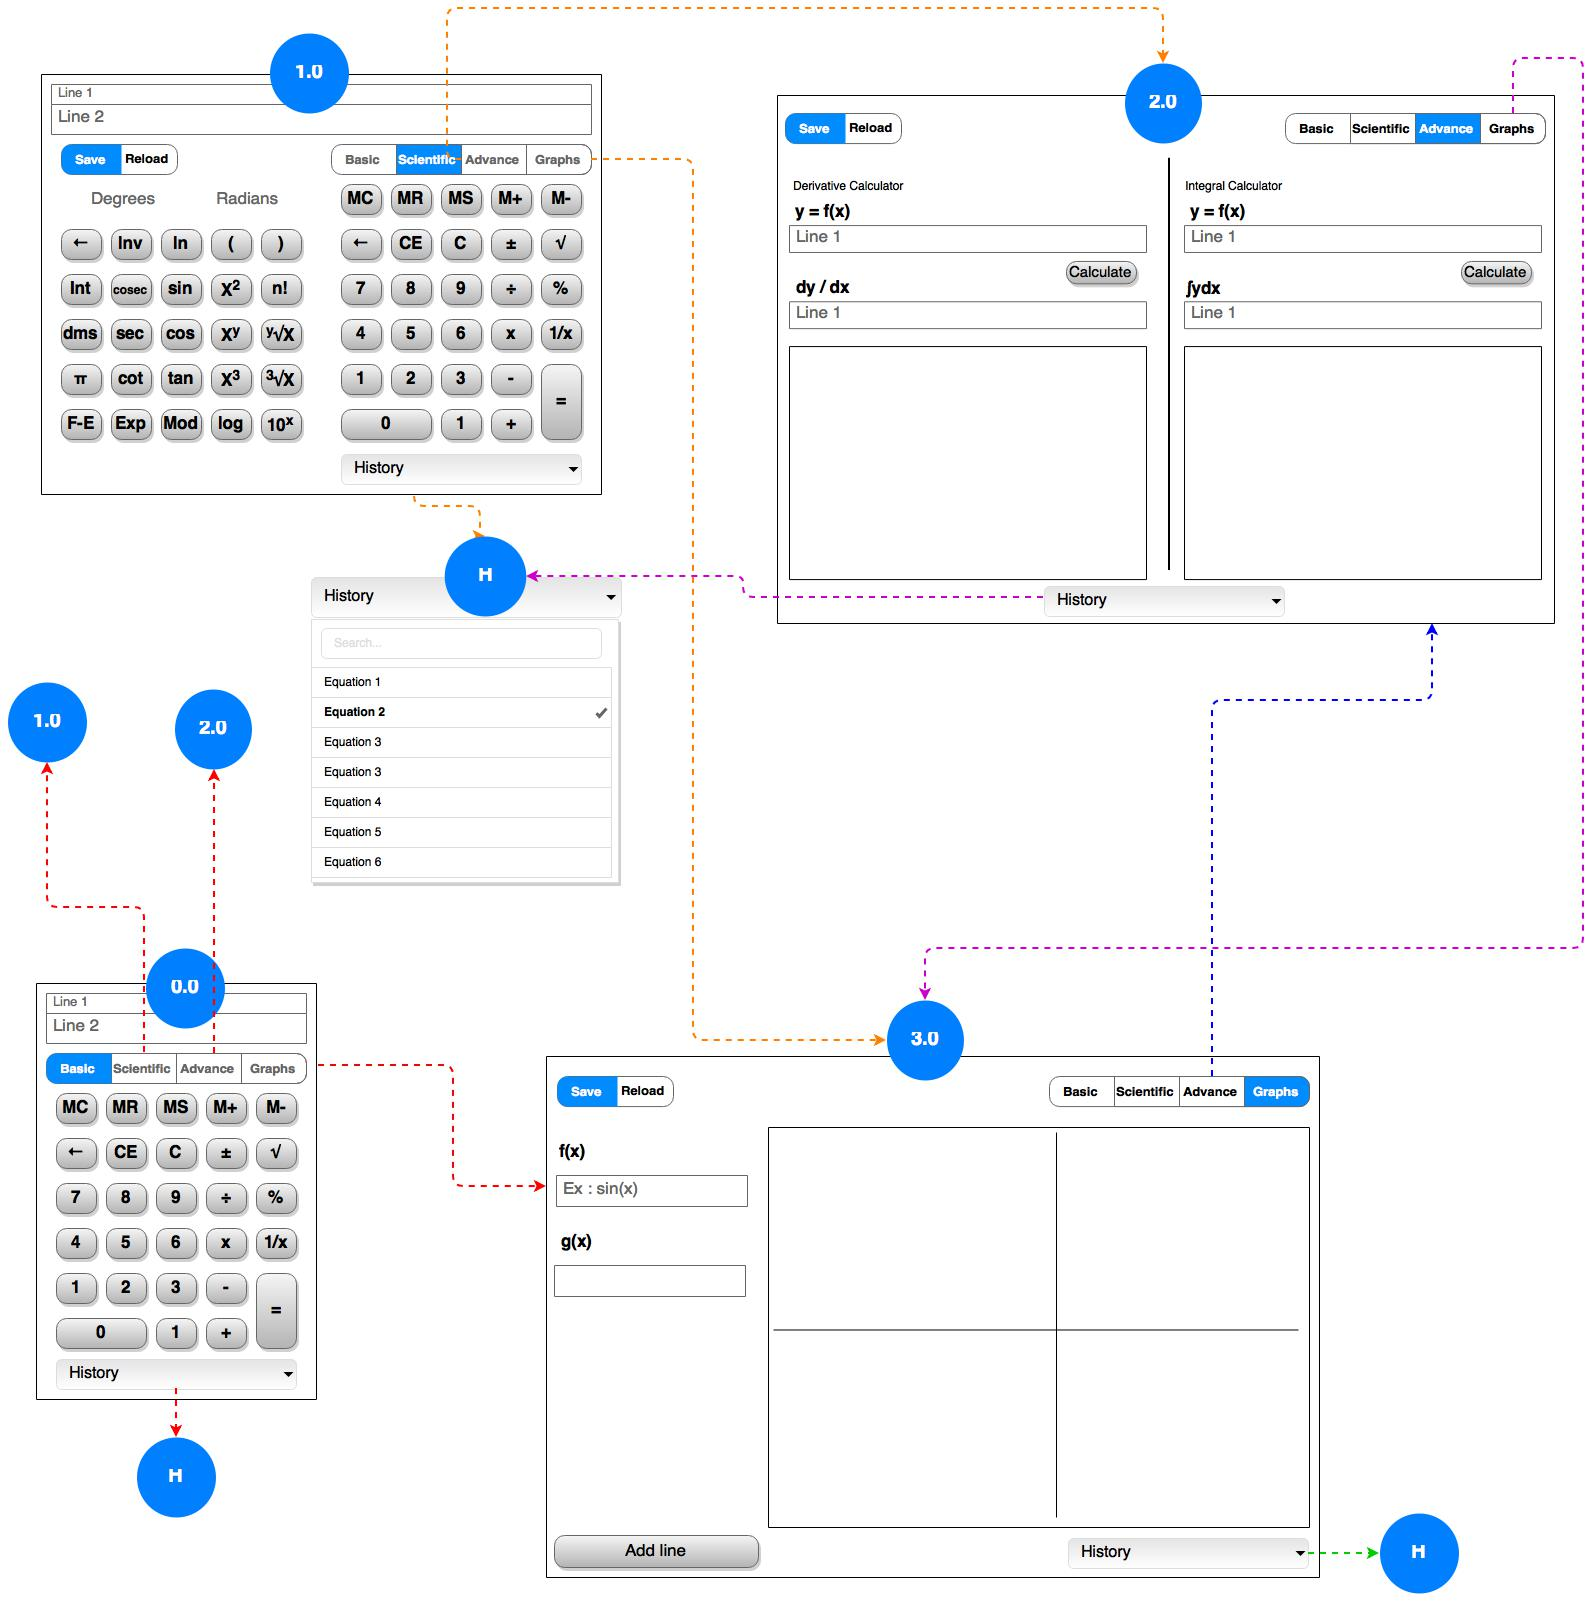 1.0
Line 1
Line 2
Save Reload
Basic Scientific Advance Graphs
Degrees Radians
MC MR MS M+ M-
← Inv In ( )
← CE C ± √
Int cosec sin X² n!
7 8 9 ÷ %
dms sec cos Xʸ ʸ√X
4 5 6 x 1/x
π cot tan X³ ³√X
1 2 3 -
=
F-E Exp Mod log 10ˣ
0 1 +
History
2.0
Save Reload
Basic Scientific Advance Graphs
Derivative Calculator
y = f(x)
Line 1
Calculate
dy / dx
Line 1
Integral Calculator
y = f(x)
Line 1
Calculate
∫ydx
Line 1
History
H
History
Search...
Equation 1
Equation 2
Equation 3
Equation 3
Equation 4
Equation 5
Equation 6
1.0
2.0
0.0
Line 1
Line 2
Basic Scientific Advance Graphs
MC MR MS M+ M-
← CE C ± √
7 8 9 ÷ %
4 5 6 x 1/x
1 2 3 -
=
0 1 +
History
H
3.0
Save Reload
Basic Scientific Advance Graphs
f(x)
Ex : sin(x)
g(x)
Add line
History
H